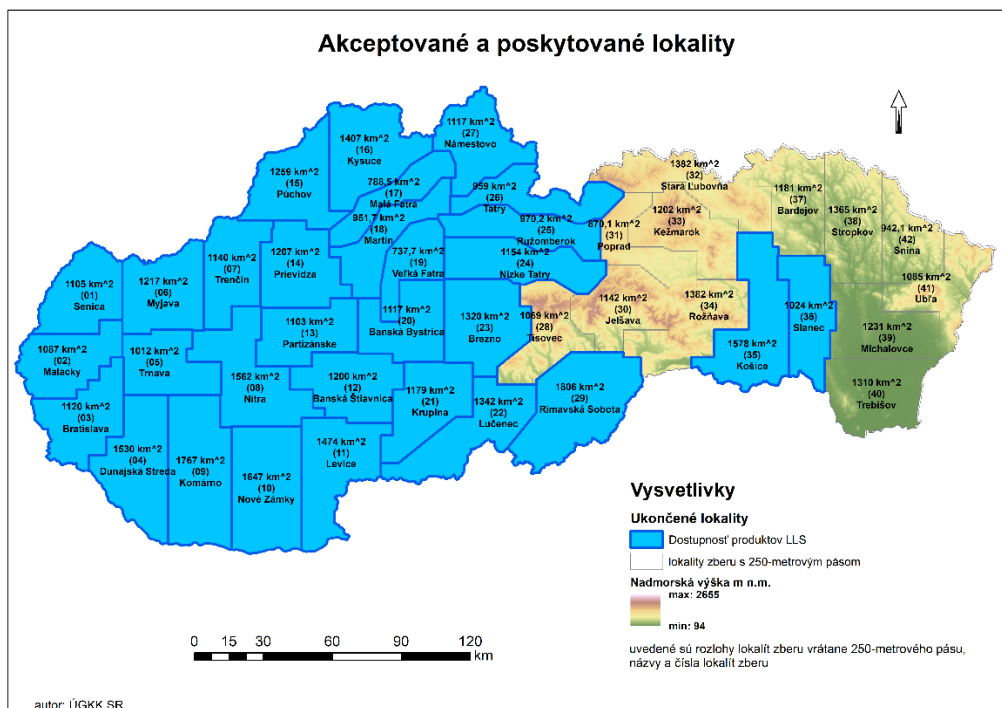 Akceptované a poskytované lokality
1117 km^2
(27)
Námestovo
1407 km^2
(16)
Kysuce
1259 km^2
(15)
Púchov
788,5 km^2
(17)
Malá Fatra
959 km^2
(26)
Tatry
1382 km^2
(32)
Stará Ľubovňa
1181 km^2
(37)
Bardejov
1365 km^2
(38)
Stropkov
942,1 km^2
(42)
Snina
951,7 km^2
(18)
Martin
970,2 km^2
(25)
Ružomberok
870,1 km^2
(31)
Poprad
1202 km^2
(33)
Kežmarok
1207 km^2
(14)
Prievidza
1140 km^2
(07)
Trenčín
737,7 km^2
(19)
Veľká Fatra
1154 km^2
(24)
Nízke Tatry
1085 km^2
(41)
Ubľa
1105 km^2
(01)
Senica
1217 km^2
(06)
Myjava
1117 km^2
(20)
Banská Bystrica
1320 km^2
(23)
Brezno
1069 km^2
(28)
Tisovec
1142 km^2
(30)
Jelšava
1382 km^2
(34)
Rožňava
1024 km^2
(38)
Slanec
1231 km^2
(39)
Michalovce
1103 km^2
(13)
Partizánske
1087 km^2
(02)
Malacky
1012 km^2
(05)
Trnava
1562 km^2
(08)
Nitra
1200 km^2
(12)
Banská Štiavnica
1179 km^2
(21)
Krupina
1342 km^2
(22)
Lučenec
1806 km^2
(29)
Rimavská Sobota
1578 km^2
(35)
Košice
1310 km^2
(40)
Trebišov
1120 km^2
(03)
Bratislava
1530 km^2
(04)
Dunajská Streda
1767 km^2
(09)
Komárno
1647 km^2
(10)
Nové Zámky
1474 km^2
(11)
Levice
Vysvetlivky
Ukončené lokality
Dostupnosť produktov LLS
lokality zberu s 250-metrovým pásom
Nadmorská výška m n.m.
max: 2655
min: 94
uvedené sú rozlohy lokalít zberu vrátane 250-metrového pásu,
názvy a čísla lokalít zberu
0 15 30 60 90 120
km
autor: ÚGKK SR